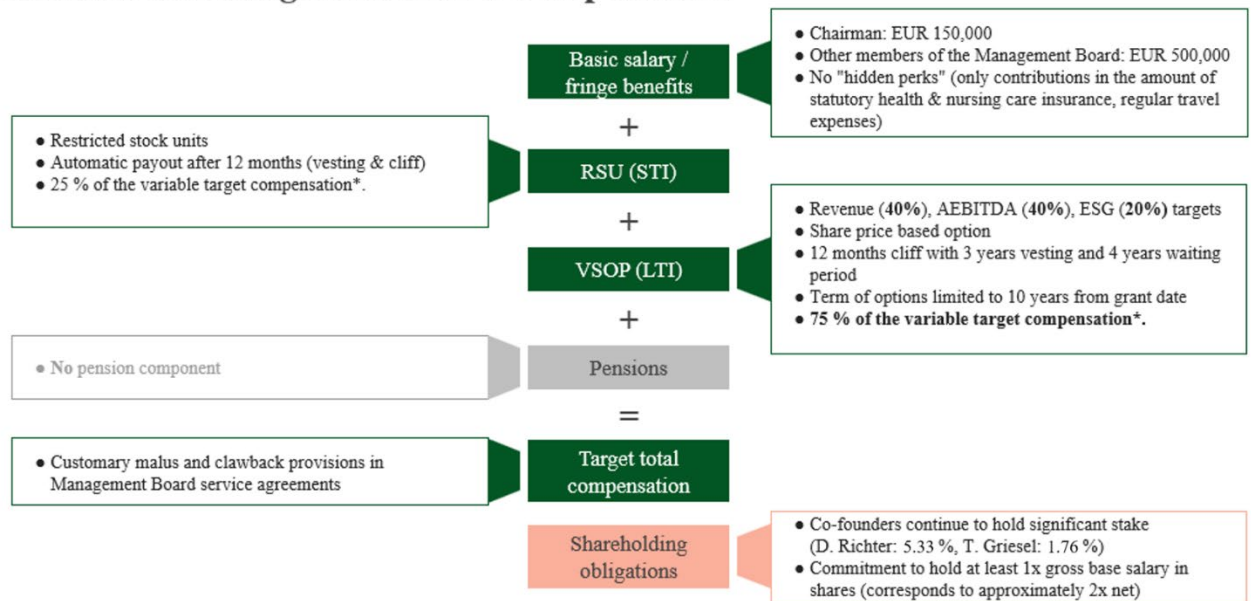 Basic salary /
fringe benefits
● Chairman: EUR 150,000
● Other members of the Management Board: EUR 500,000
● No "hidden perks" (only contributions in the amount of
statutory health & nursing care insurance, regular travel
expenses)
+
● Restricted stock units
● Automatic payout after 12 months (vesting & cliff)
● 25 % of the variable target compensation*.
RSU (STI)
+
VSOP (LTI)
● Revenue (40%), AEBITDA (40%), ESG (20%) targets
● Share price based option
● 12 months cliff with 3 years vesting and 4 years waiting
period
● Term of options limited to 10 years from grant date
● 75 % of the variable target compensation*.
+
● No pension component
Pensions
=
● Customary malus and clawback provisions in
Management Board service agreements
Target total
compensation
Shareholding
obligations
● Co-founders continue to hold significant stake
(D. Richter: 5.33 %, T. Griesel: 1.76 %)
● Commitment to hold at least 1x gross base salary in
shares (corresponds to approximately 2x net)